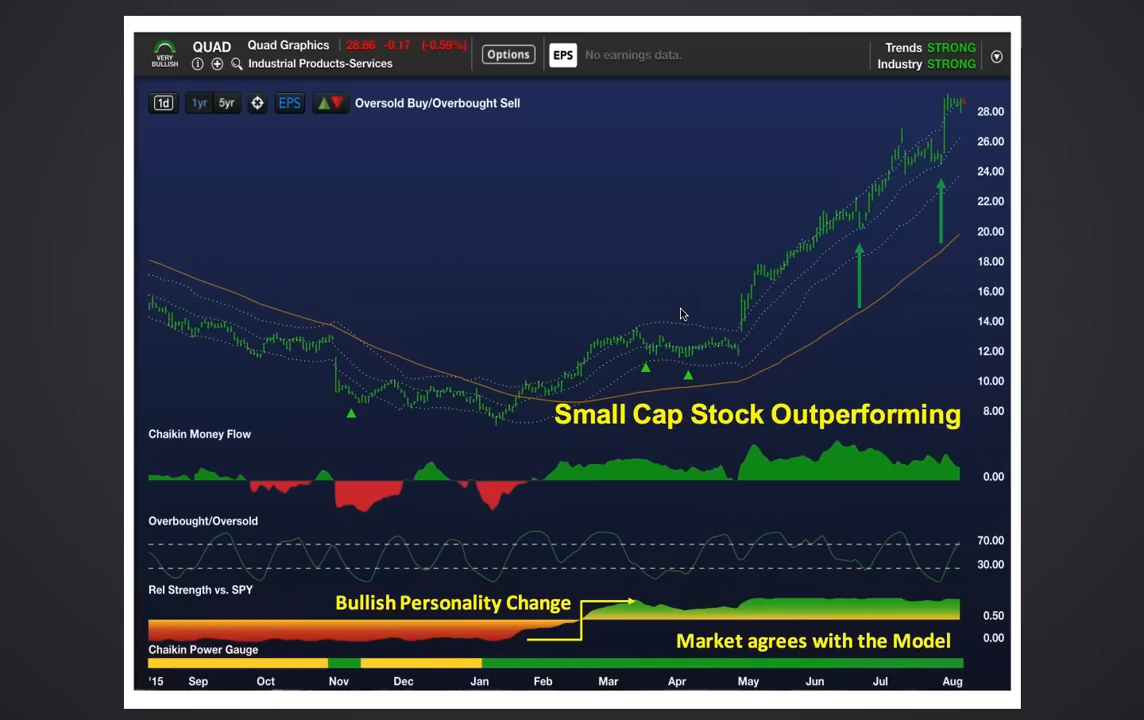 VERY
BULLISH
QUAD
Quad Graphics
28.86 -0.17 (-0.59%)
Industrial Products-Services
Options
EPS
No earnings data.
Trends STRONG
Industry STRONG
1d
1yr
5yr
EPS
Oversold Buy/Overbought Sell
28.00
26.00
24.00
22.00
20.00
18.00
16.00
14.00
12.00
10.00
8.00
Small Cap Stock Outperforming
Chaikin Money Flow
0.00
Overbought/Oversold
70.00
30.00
Rel Strength vs. SPY
Bullish Personality Change
0.50
0.00
Market agrees with the Model
Chaikin Power Gauge
'15 Sep Oct Nov Dec Jan Feb Mar Apr May Jun Jul Aug